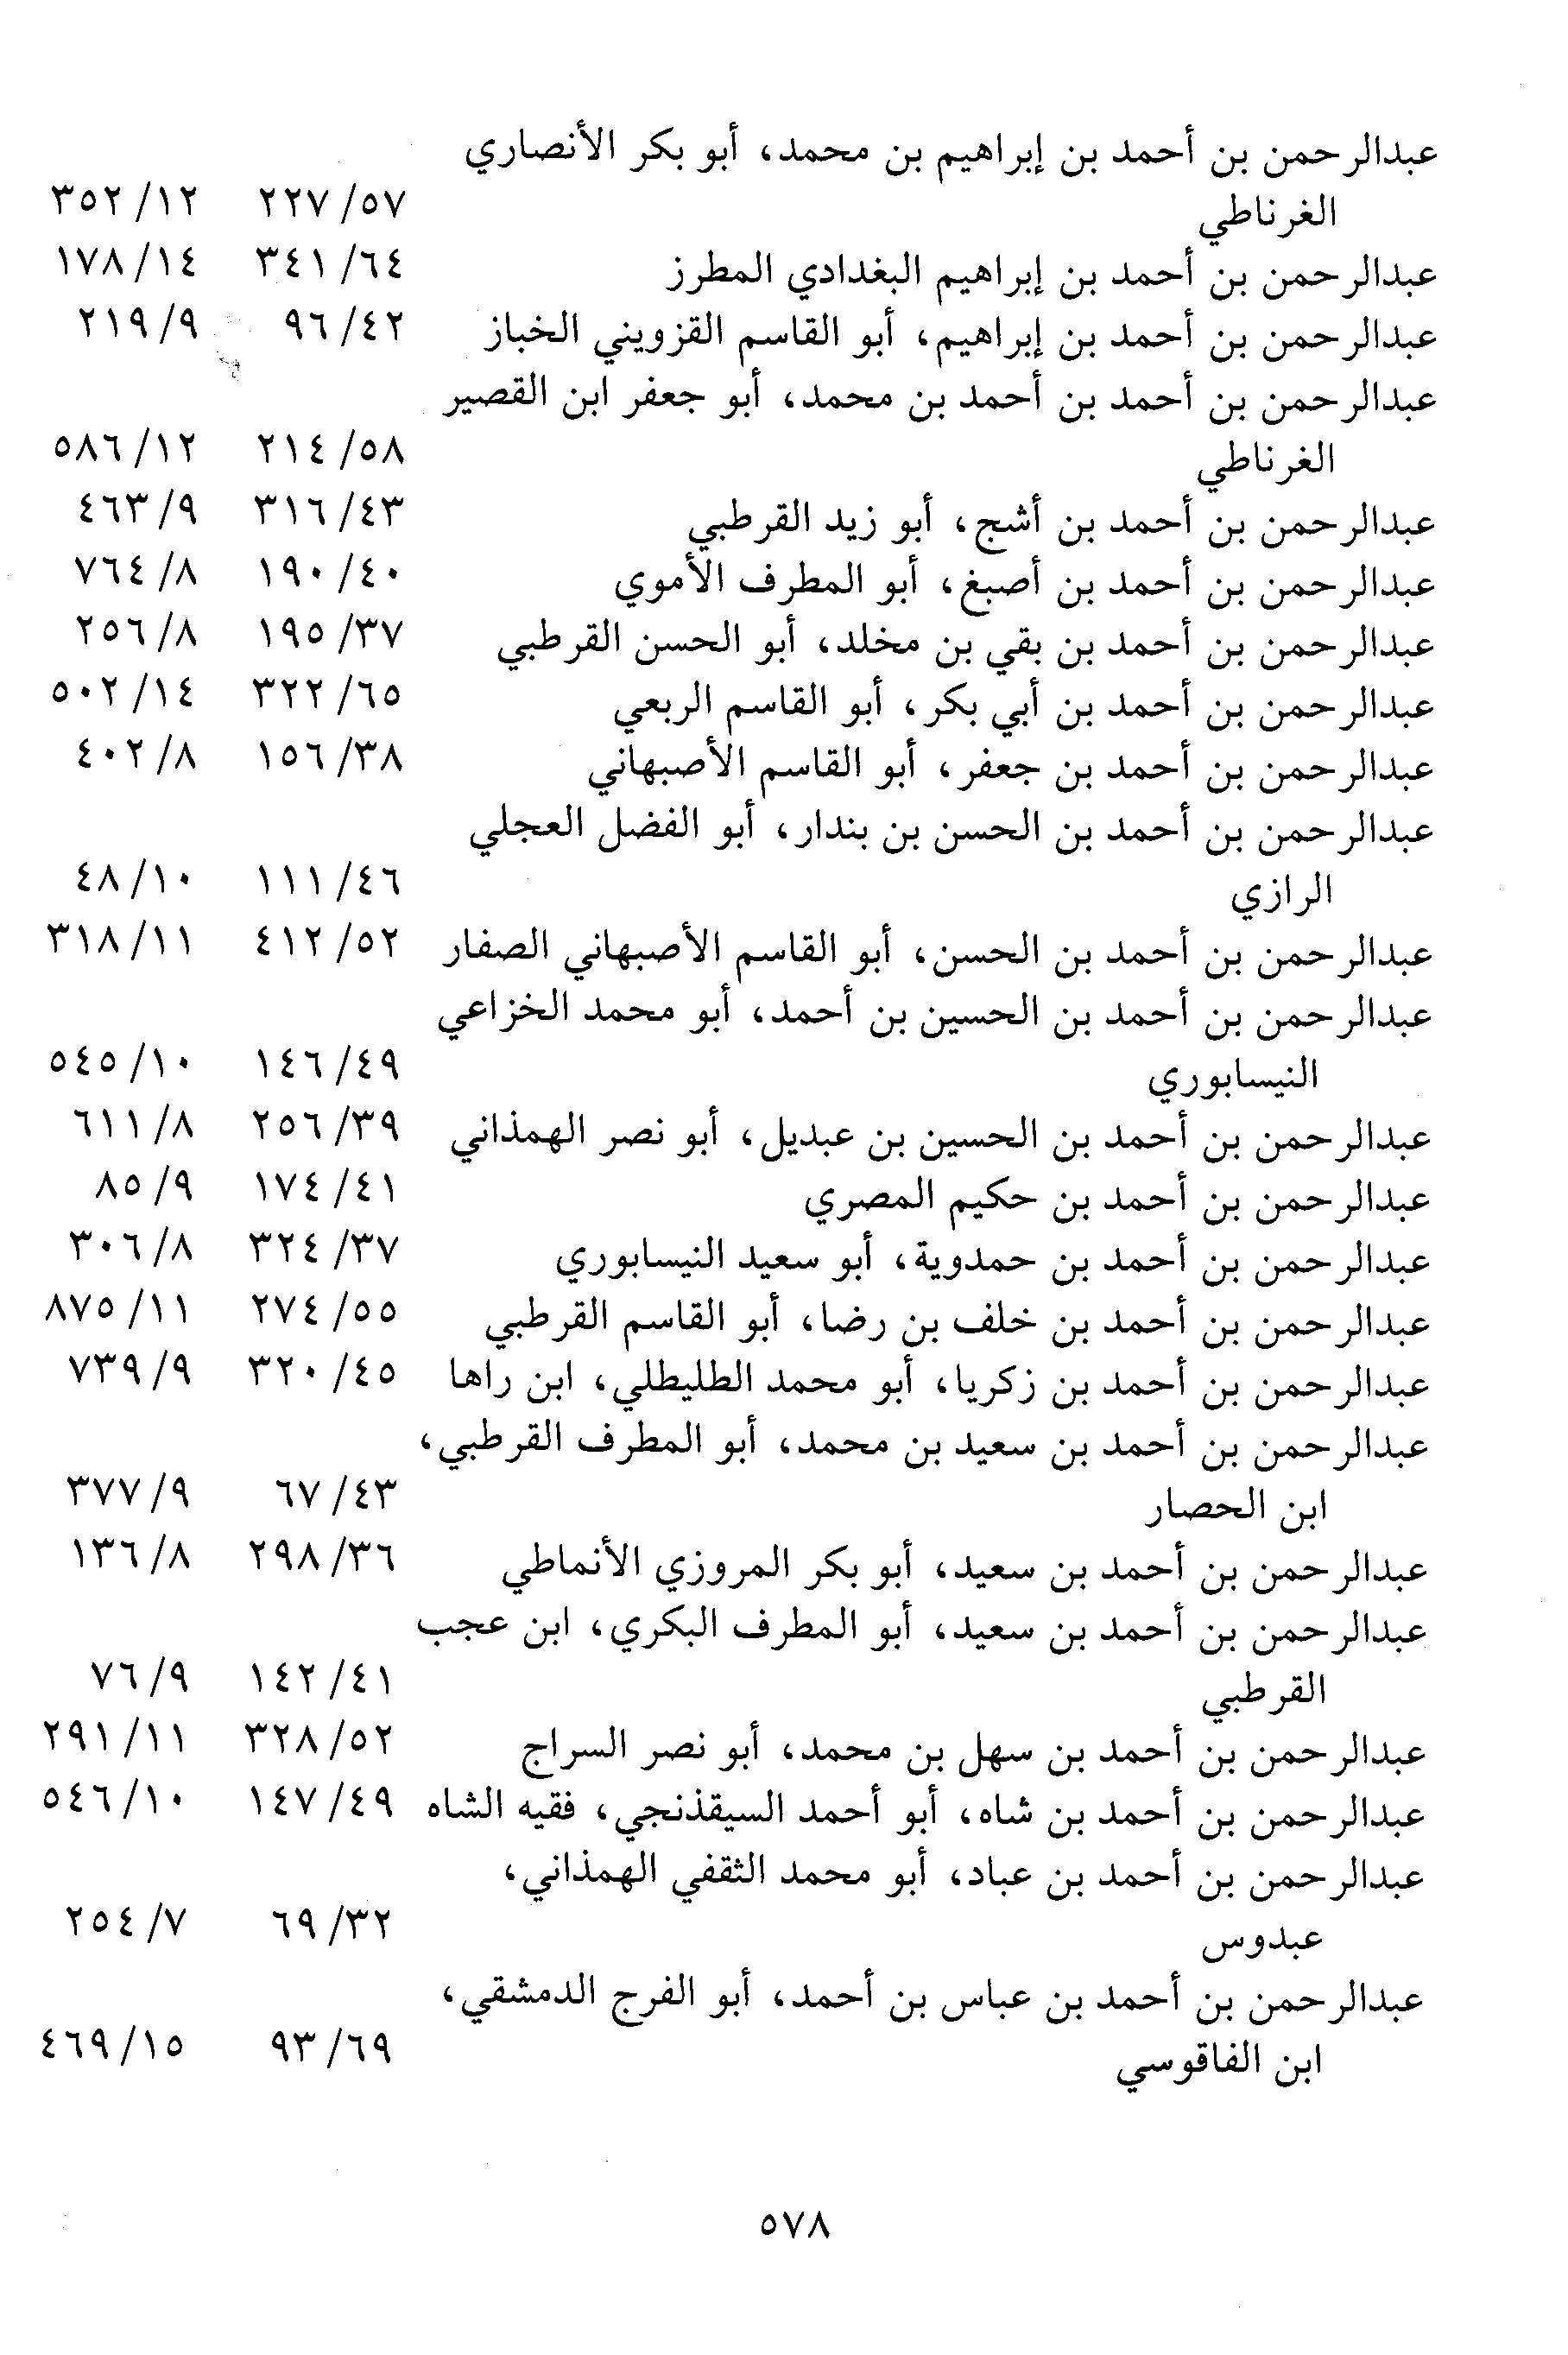 عبدالرحمن بن أحمد بن إبراهيم بن محمد، أبو بكر الأنصاري
الغرناطي ٥٧/ ٢٢٧ ١٢/ ٣٥٢
عبدالرحمن بن أحمد بن إبراهيم البغدادي المطرز ٦٤/ ٣٤١ ١٤/ ١٧٨
عبدالرحمن بن أحمد بن إبراهيم، أبو القاسم القزويني الخباز ٤٢/ ٩٦ ٩/ ٢١٩
عبدالرحمن بن أحمد بن أحمد بن محمد، أبو جعفر ابن القصير
الغرناطي ٥٨/ ٢١٤ ١٢/ ٥٨٦
عبدالرحمن بن أحمد بن أشج، أبو زيد القرطبي ٤٣/ ٣١٦ ٩/ ٤٦٣
عبدالرحمن بن أحمد بن أصبغ، أبو المطرف الأموي ٤٠/ ١٩٠ ٨/ ٧٦٤
عبدالرحمن بن أحمد بن بقي بن مخلد، أبو الحسن القرطبي ٣٧/ ١٩٥ ٨/ ٢٥٦
عبدالرحمن بن أحمد بن أبي بكر، أبو القاسم الربعي ٦٥/ ٣٢٢ ١٤/ ٥٠٢
عبدالرحمن بن أحمد بن جعفر، أبو القاسم الأصبهاني ٣٨/ ١٥٦ ٨/ ٤٠٢
عبدالرحمن بن أحمد بن الحسن بن بندار، أبو الفضل العجلي
الرازي ٤٦/ ١١١ ١٠/ ٤٨
عبدالرحمن بن أحمد بن الحسن، أبو القاسم الأصبهاني الصفار ٥٢/ ٤١٢ ١١/ ٣١٨
عبدالرحمن بن أحمد بن الحسين بن أحمد، أبو محمد الخزاعي
النيسابوري ٤٩/ ١٤٦ ١٠/ ٥٤٥
عبدالرحمن بن أحمد بن الحسين بن عبديل، أبو نصر الهمذاني ٣٩/ ٢٥٦ ٨/ ٦١١
عبدالرحمن بن أحمد بن حكيم المصري ٤١/ ١٧٤ ٩/ ٨٥
عبدالرحمن بن أحمد بن حمدوية، أبو سعيد النيسابوري ٣٧/ ٣٢٤ ٨/ ٣٠٦
عبدالرحمن بن أحمد بن خلف بن رضا، أبو القاسم القرطبي ٥٥/ ٢٧٤ ١١/ ٨٧٥
عبدالرحمن بن أحمد بن زكريا، أبو محمد الطليطلي، ابن راها ٤٥/ ٣٢٠ ٩/ ٧٣٩
عبدالرحمن بن أحمد بن سعيد بن محمد، أبو المطرف القرطبي،
ابن الحصار ٤٣/ ٦٧ ٩/ ٣٧٧
عبدالرحمن بن أحمد بن سعيد، أبو بكر المروزي الأنماطي ٣٦/ ٢٩٨ ٨/ ١٣٦
عبدالرحمن بن أحمد بن سعيد، أبو المطرف البكري، ابن عجب
القرطبي ٤١/ ١٤٢ ٩/ ٧٦
عبدالرحمن بن أحمد بن سهل بن محمد، أبو نصر السراج ٥٢/ ٣٢٨ ١١/ ٢٩١
عبدالرحمن بن أحمد بن شاه، أبو أحمد السيقذنجي، فقيه الشاه ٤٩/ ١٤٧ ١٠/ ٥٤٦
عبدالرحمن بن أحمد بن عباد، أبو محمد الثقفي الهمذاني،
عبدوس ٣٢/ ٦٩ ٧/ ٢٥٤
عبدالرحمن بن أحمد بن عباس بن أحمد، أبو الفرج الدمشقي،
ابن الفاقوسي ٦٩/ ٩٣ ١٥/ ٤٦٩
٥٧٨